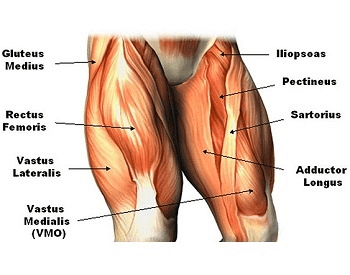 Gluteus
Medius
Rectus
Femoris
Vastus
Lateralis
Vastus
Medialis
(VMO)
Iliopsoas
Pectineus
Sartorius
Adductor
Longus